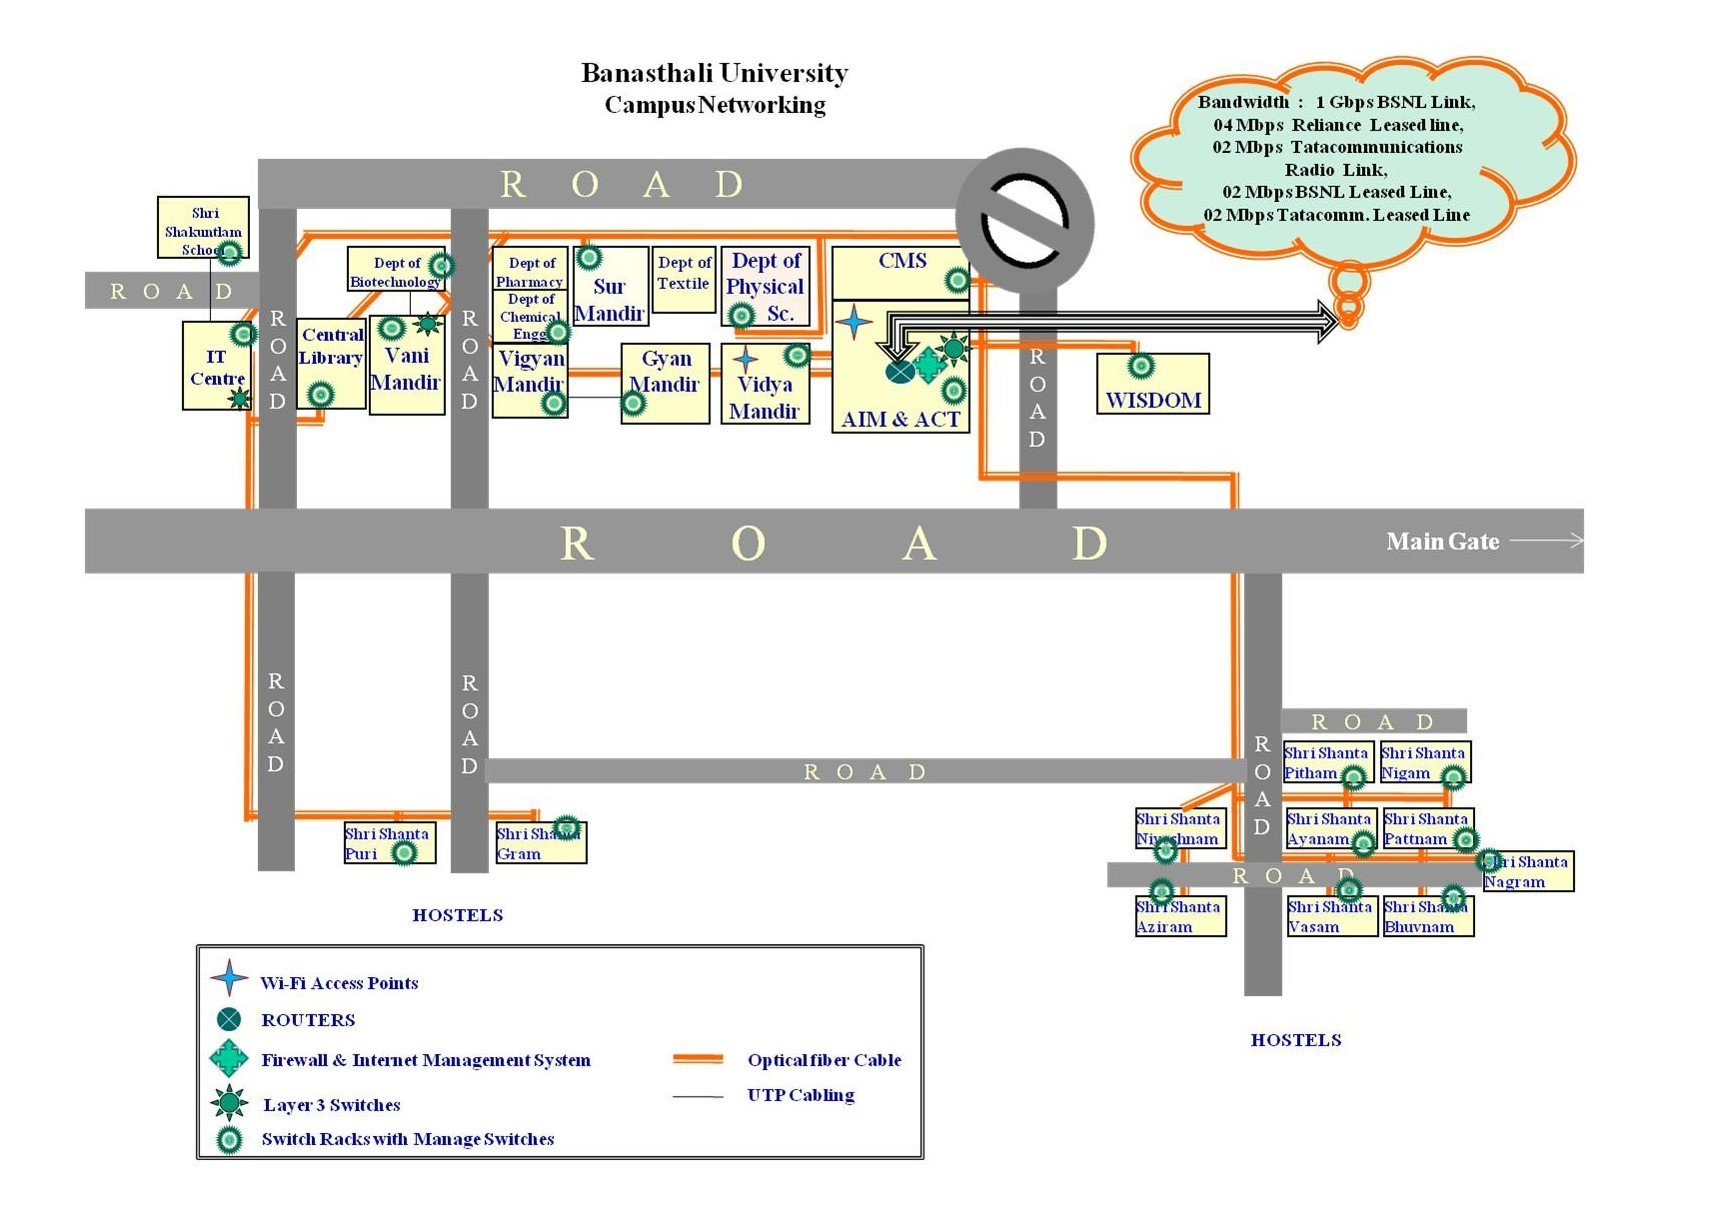 Banasthali University
Campus Networking
Bandwidth : 1 Gbps BSNL Link,
04 Mbps Reliance Leased line,
02 Mbps Tatacommunications
Radio Link,
02 Mbps BSNL Leased Line,
02 Mbps Tatacomm. Leased Line
ROAD
Shri
Shakuntlam
School
ROAD
IT
Centre
ROAD
Central
Library
Dept of
Biotechnology
Vani
Mandir
ROAD
Dept of
Pharmacy
Dept of
Chemical
Engg
Vigyan
Mandir
Sur
Mandir
Dept of
Textile
Gyan
Mandir
Dept of
Physical
Sc.
Vidya
Mandir
CMS
AIM & ACT
ROAD
WISDOM
ROAD
Main Gate
ROAD
ROAD
ROAD
ROAD
ROAD
Shri Shanta
Puri
Shri Shanta
Gram
Shri Shanta
Pitham
Shri Shanta
Nigam
Shri Shanta
Niveshnam
Shri Shanta
Ayanam
Shri Shanta
Pattnam
Shri Shanta
Nagram
ROAD
Shri Shanta
Aziram
Shri Shanta
Vasam
Shri Shanta
Bhuvnam
HOSTELS
HOSTELS
Wi-Fi Access Points
ROUTERS
Firewall & Internet Management System
Layer 3 Switches
Switch Racks with Manage Switches
Optical fiber Cable
UTP Cabling